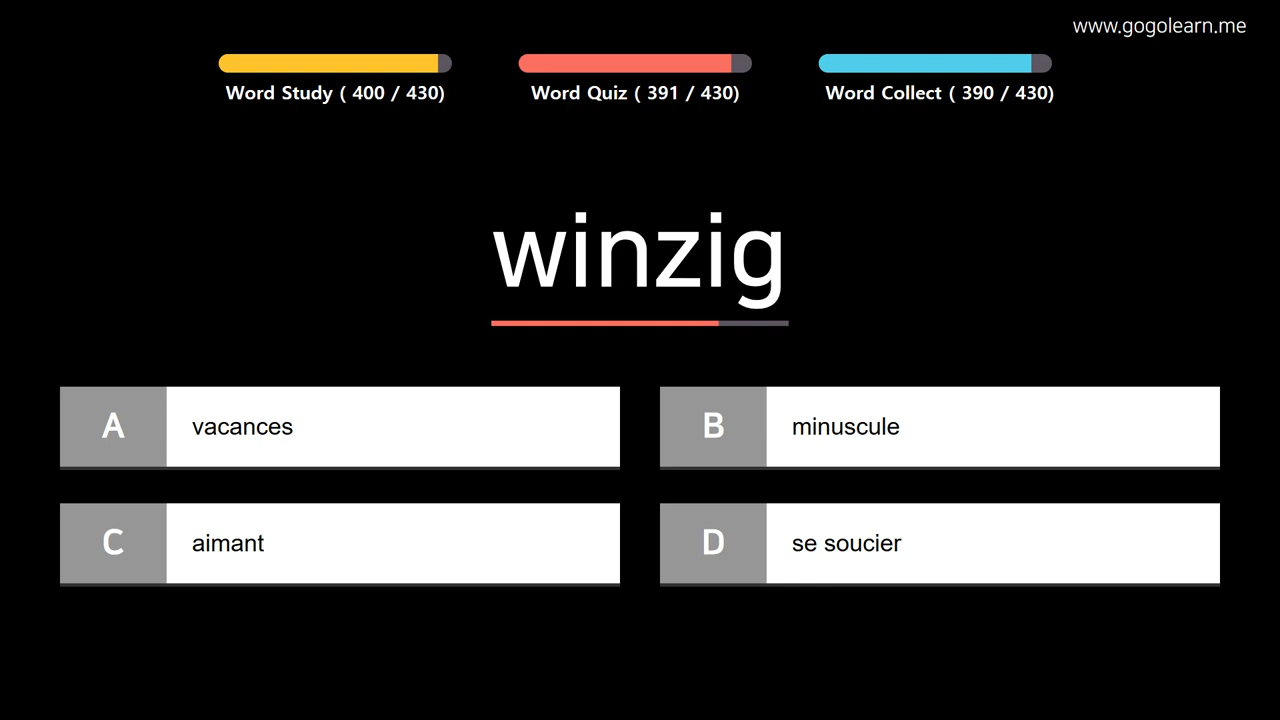 www.gogolearn.me
Word Study ( 400 / 430)
Word Quiz ( 391 / 430)
Word Collect ( 390 / 430)
winzig
A vacances
B minuscule
C aimant
D se soucier